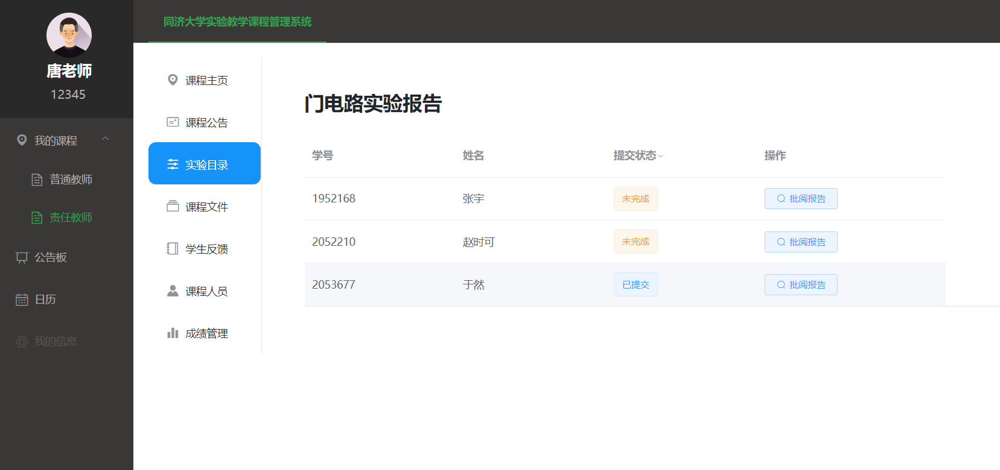 唐老师
12345
我的课程
普通教师
责任教师
公告板
日历
我的信息
同济大学实验教学课程管理系统
课程主页
课程公告
实验目录
课程文件
学生反馈
课程人员
成绩管理
门电路实验报告
学号 姓名 提交状态 操作
1952168 张宇 未完成 批阅报告
2052210 赵时可 未完成 批阅报告
2053677 于然 已提交 批阅报告